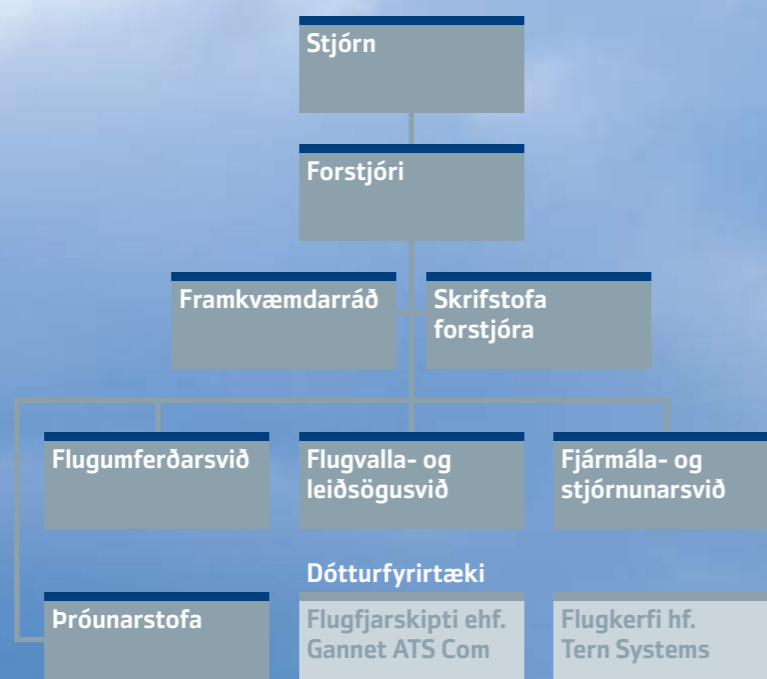 Stjórn
Forstjóri
Framkvæmdarráð
Skrifstofa
forstjóra
Flugumferðarsvið
Flugvalla- og
leiðsögusvið
Fjármála- og
stjórnunarsvið
Þróunarstofa
Dótturfyrirtæki
Flugfjarskipti ehf.
Gannet ATS Com
Flugkerfi hf.
Tern Systems